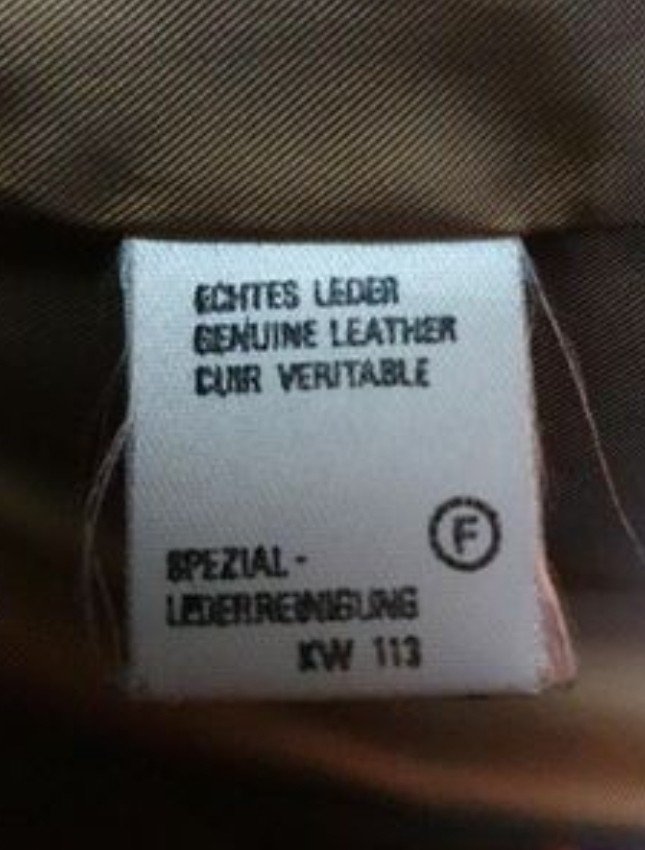 ECHTES LEDER
GENUINE LEATHER
CUIR VERITABLE
F
SPEZIAL-
LEDERREINIGUNG
KW 113